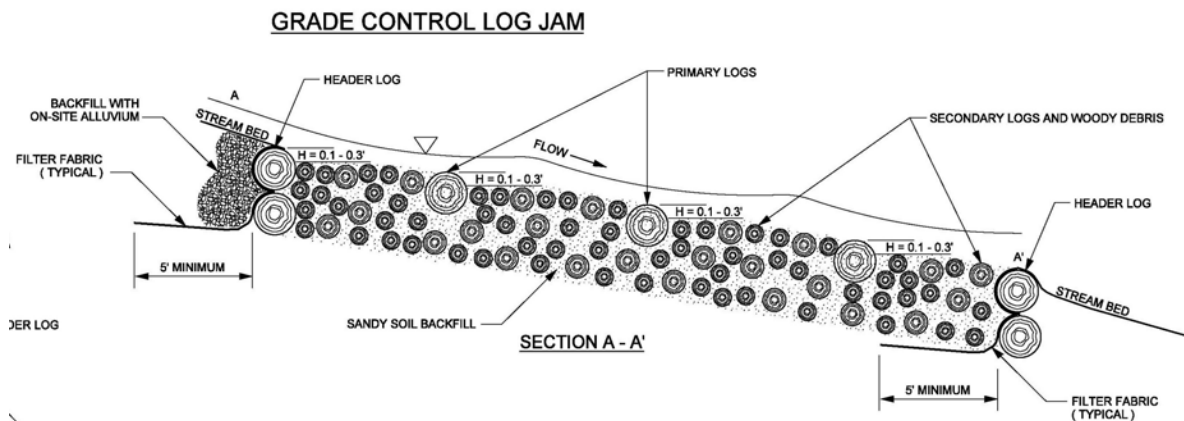 GRADE CONTROL LOG JAM
HEADER LOG
PRIMARY LOGS
A
BACKFILL WITH
ON-SITE ALLUVIUM
STREAM BED
FLOW
SECONDARY LOGS AND WOODY DEBRIS
FILTER FABRIC
( TYPICAL )
H = 0.1 - 0.3'
H = 0.1 - 0.3'
H = 0.1 - 0.3'
H = 0.1 - 0.3'
HEADER LOG
A'
STREAM BED
5' MINIMUM
DER LOG
SANDY SOIL BACKFILL
SECTION A - A'
5' MINIMUM
FILTER FABRIC
( TYPICAL )